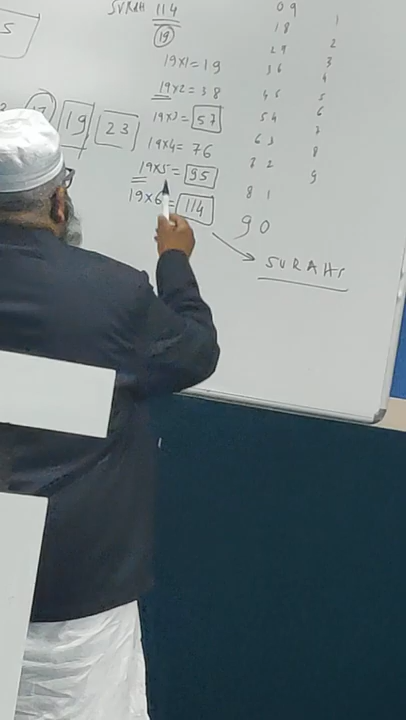 SURAH 114
19
19x1=19
19x2=38
19x3=57
19x4=76
19x5=95
19x6=114
SURAHS
5
19 23
09
18 1
27 2
36 3
4
45 5
54 6
63 7
72 8
81 9
90